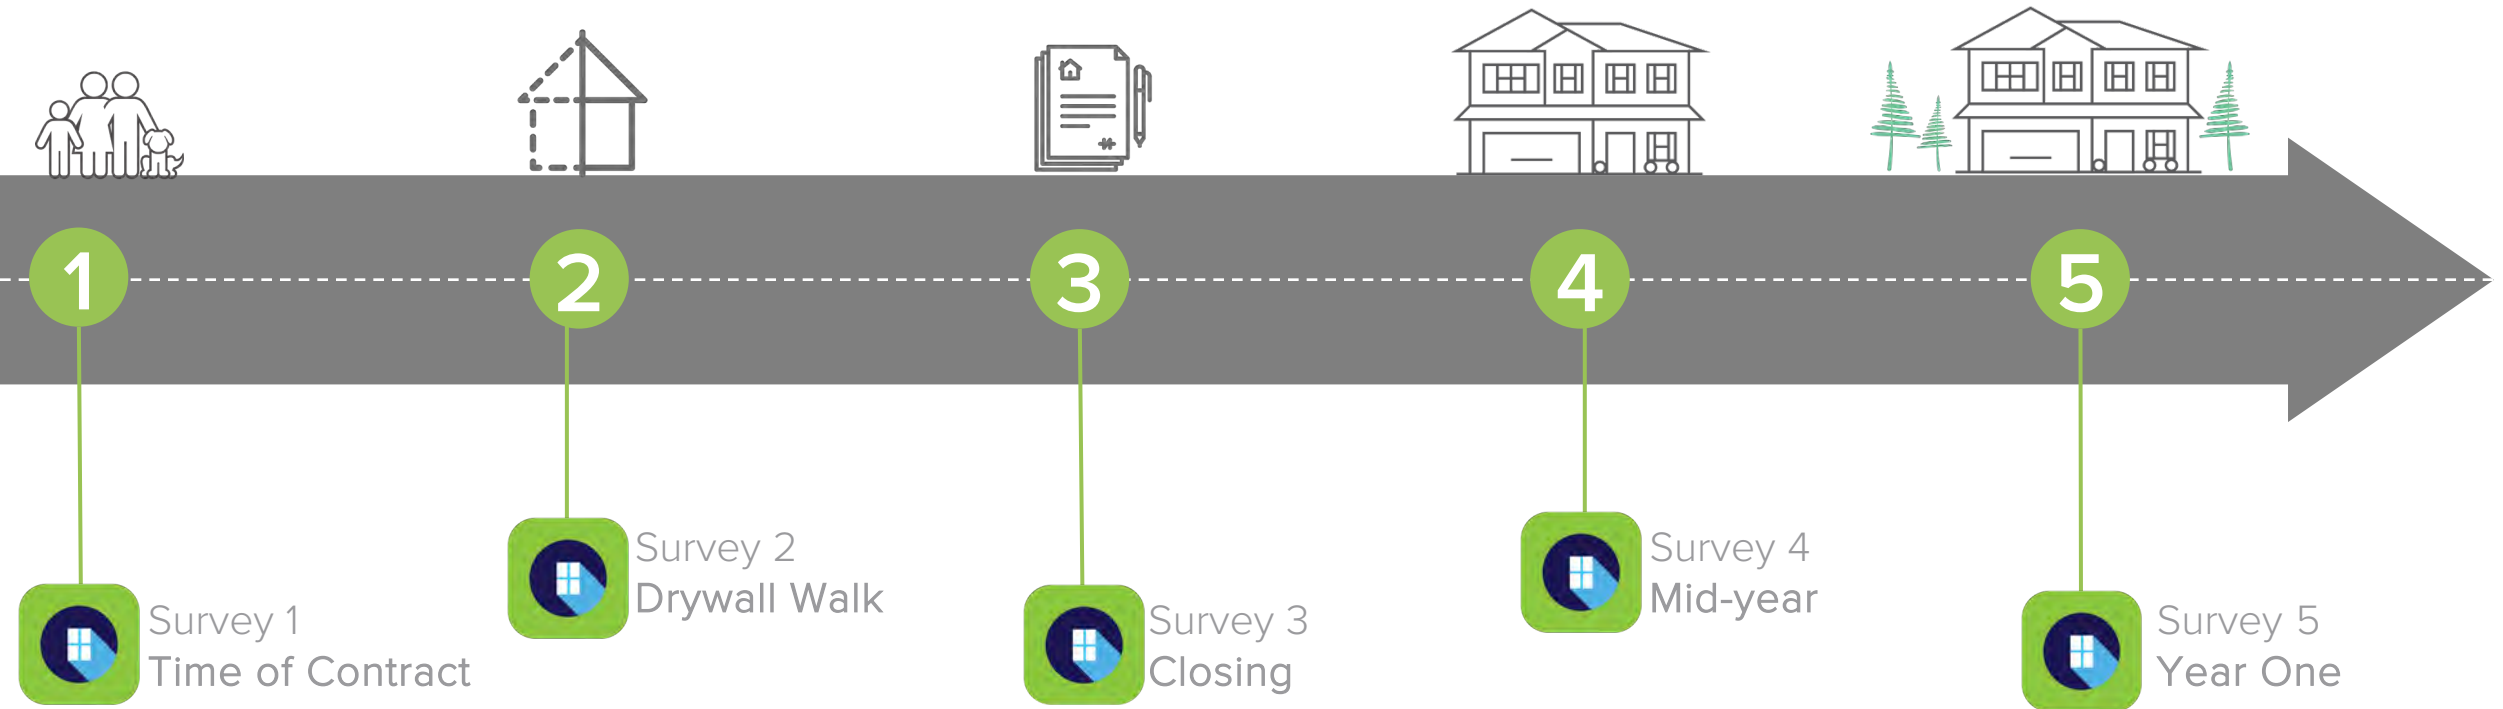 1
2
3
4
5
Survey 1
Time of Contract
Survey 2
Drywall Walk
Survey 3
Closing
Survey 4
Mid-year
Survey 5
Year One